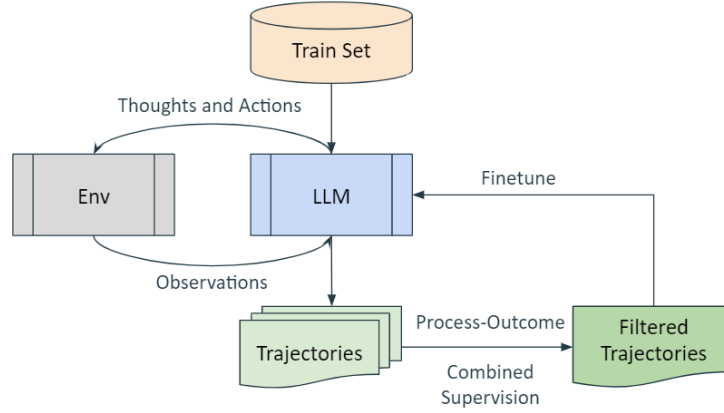 Train Set
Thoughts and Actions
Env
LLM
Finetune
Observations
Trajectories
Process-Outcome
Combined
Supervision
Filtered
Trajectories